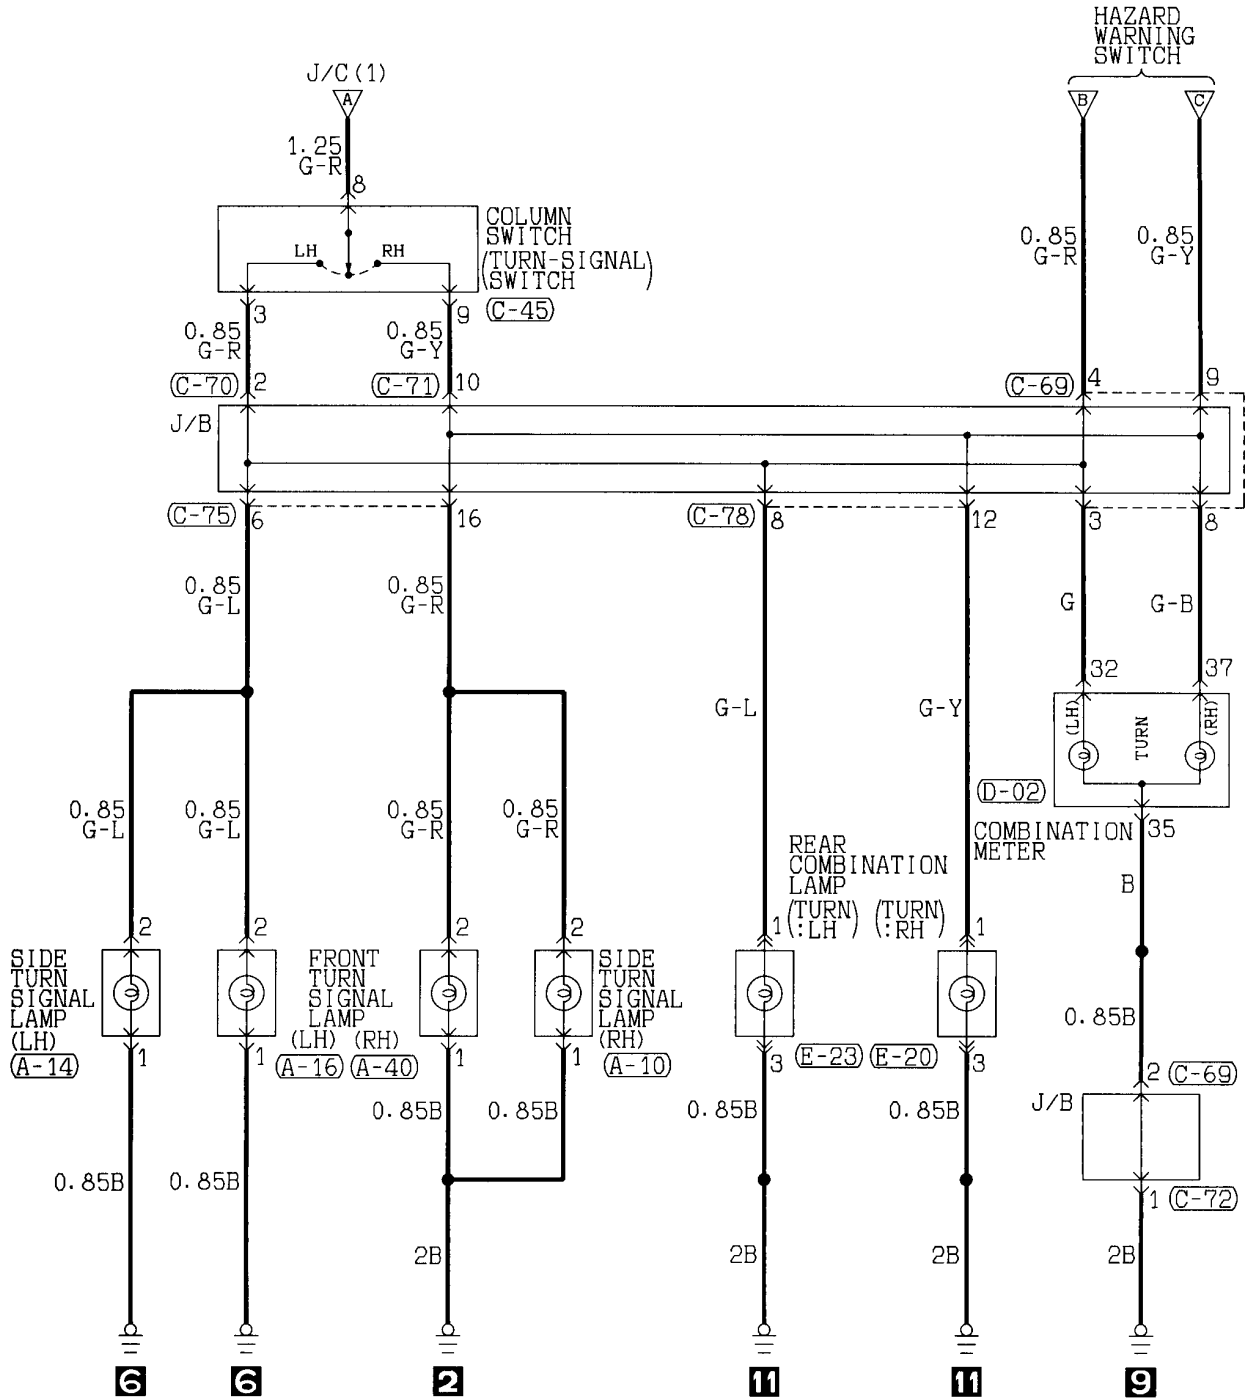 HAZARD
WARNING
SWITCH
J/C(1)
A
B
C
1.25
G-R
8
COLUMN
SWITCH
(TURN-SIGNAL)
SWITCH
LH
RH
0.85
G-R
0.85
G-Y
3
9
C-45
0.85
G-R
0.85
G-Y
C-70
2
C-71
10
C-69
4
9
J/B
C-75
6
16
C-78
8
12
3
8
0.85
G-L
0.85
G-R
G
G-B
32
37
G-L
G-Y
(LH)
TURN
(RH)
D-02
0.85
G-L
0.85
G-L
0.85
G-R
0.85
G-R
COMBINATION
METER
35
REAR
COMBINATION
LAMP
(TURN
:LH)
(TURN
:RH)
B
2
2
2
2
1
1
SIDE
TURN
SIGNAL
LAMP
(LH)
A-14
FRONT
TURN
SIGNAL
LAMP
(LH)
(RH)
A-16
A-40
SIDE
TURN
SIGNAL
LAMP
(RH)
A-10
0.85B
1
1
1
1
3
E-23
E-20
3
2
C-69
J/B
0.85B
0.85B
0.85B
0.85B
0.85B
0.85B
1
C-72
2B
2B
2B
2B
6
6
2
11
11
9